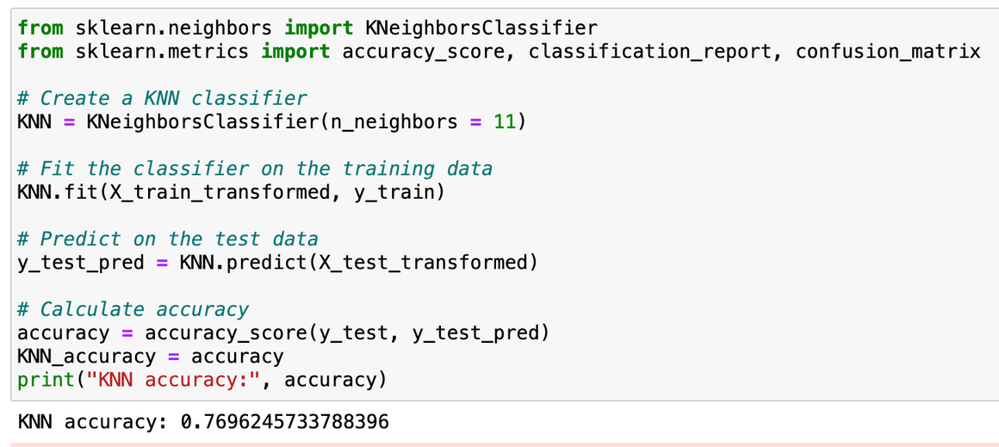 from sklearn.neighbors import KNeighborsClassifier
from sklearn.metrics import accuracy_score, classification_report, confusion_matrix
# Create a KNN classifier
KNN = KNeighborsClassifier(n_neighbors = 11)
# Fit the classifier on the training data
KNN.fit(X_train_transformed, y_train)
# Predict on the test data
y_test_pred = KNN.predict(X_test_transformed)
# Calculate accuracy
accuracy = accuracy_score(y_test, y_test_pred)
KNN_accuracy = accuracy
print("KNN accuracy:", accuracy)
KNN accuracy: 0.7696245733788396